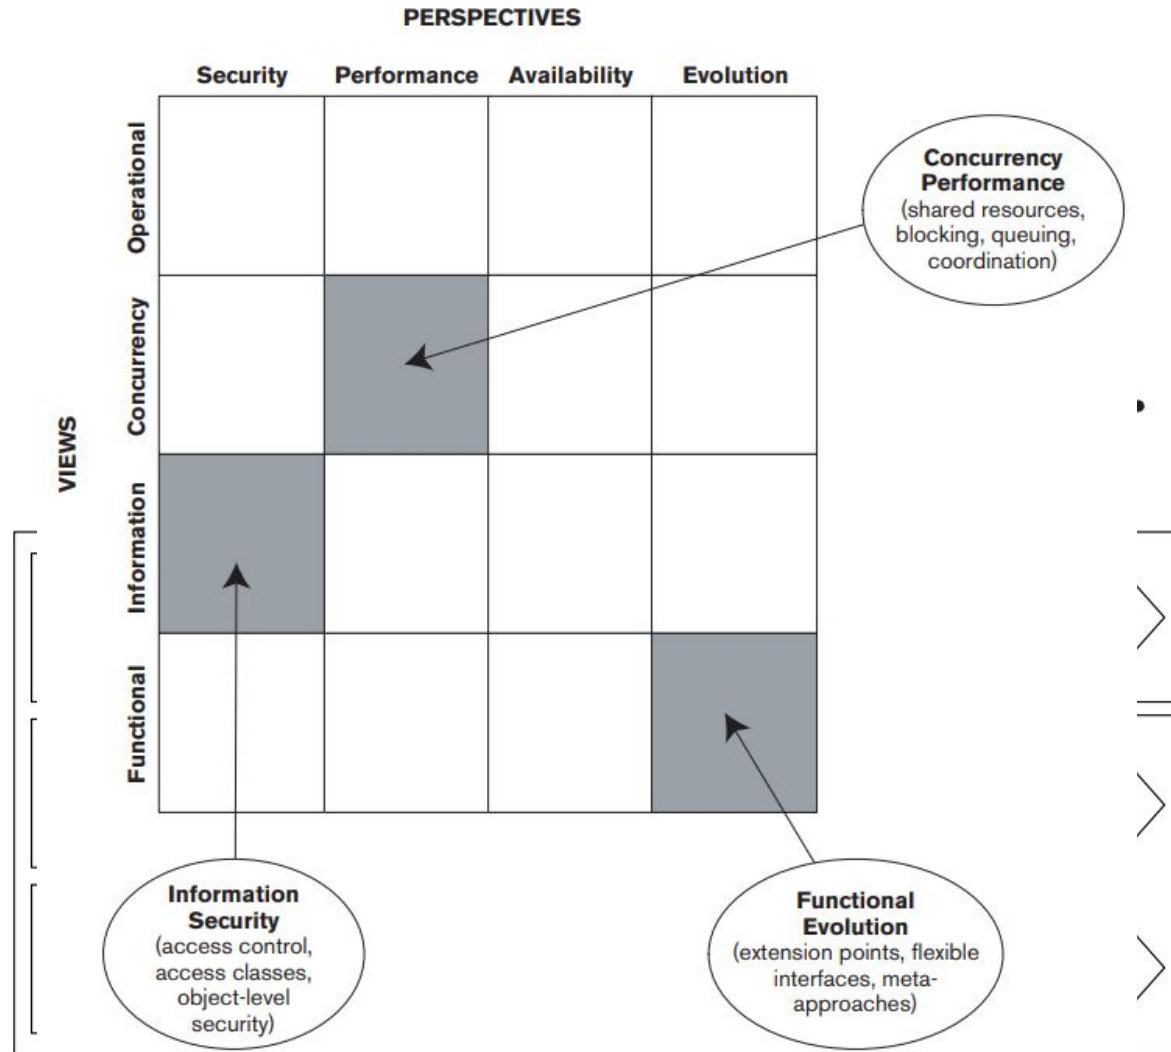 PERSPECTIVES
Security Performance Availability Evolution
VIEWS
Operational
Concurrency
Information
Functional
Concurrency
Performance
(shared resources,
blocking, queuing,
coordination)
Information
Security
(access control,
access classes,
object-level
security)
Functional
Evolution
(extension points, flexible
interfaces, meta-
approaches)